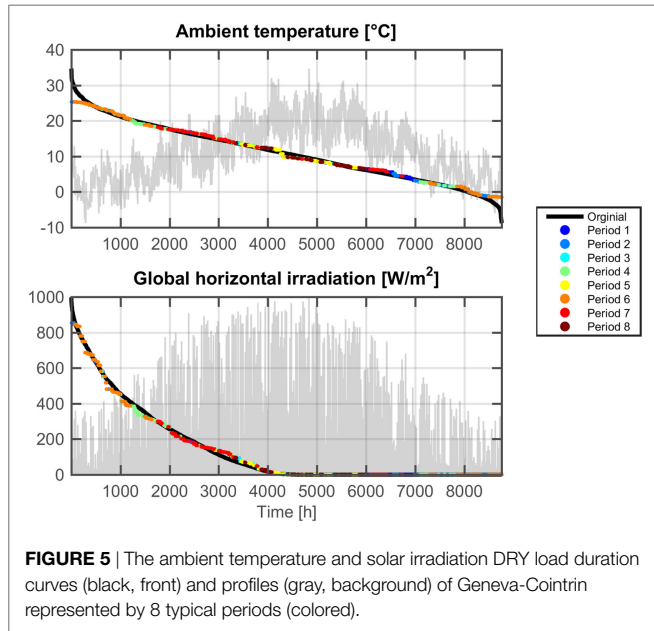 Ambient temperature [°C]
40
30
20
10
0
-10
1000 2000 3000 4000 5000 6000 7000 8000
Orginial
Period 1
Period 2
Period 3
Period 4
Period 5
Period 6
Period 7
Period 8
Global horizontal irradiation [W/m²]
1000
800
600
400
200
0
1000 2000 3000 4000 5000 6000 7000 8000
Time [h]
FIGURE 5 | The ambient temperature and solar irradiation DRY load duration
curves (black, front) and profiles (gray, background) of Geneva-Cointrin
represented by 8 typical periods (colored).